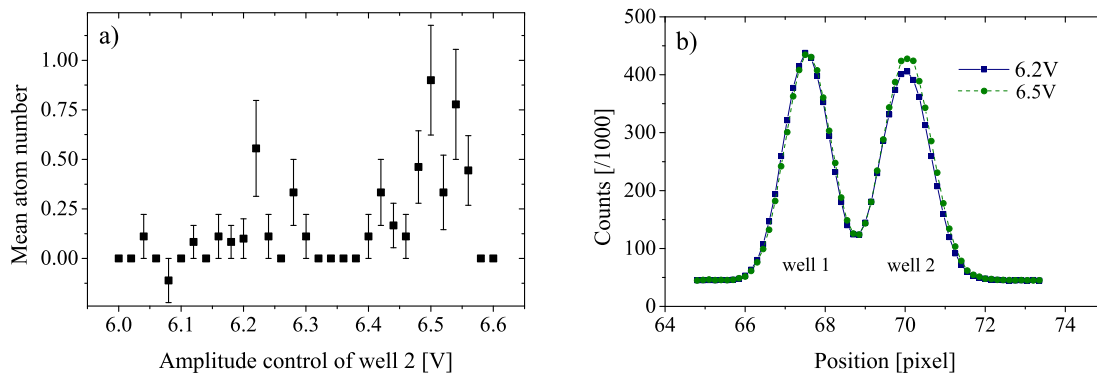 a)
Mean atom number
1.00
0.75
0.50
0.25
0.00
6.0 6.1 6.2 6.3 6.4 6.5 6.6
Amplitude control of well 2 [V]
b)
Counts [/1000]
500
400
300
200
100
0
6.2V
6.5V
well 1 well 2
64 66 68 70 72 74
Position [pixel]